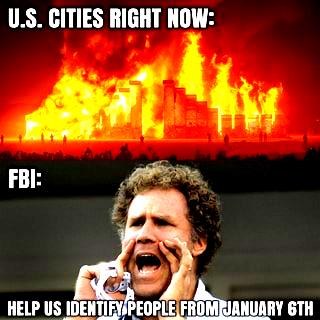 U.S. CITIES RIGHT NOW:
FBI:
HELP US IDENTIFY PEOPLE FROM JANUARY 6TH